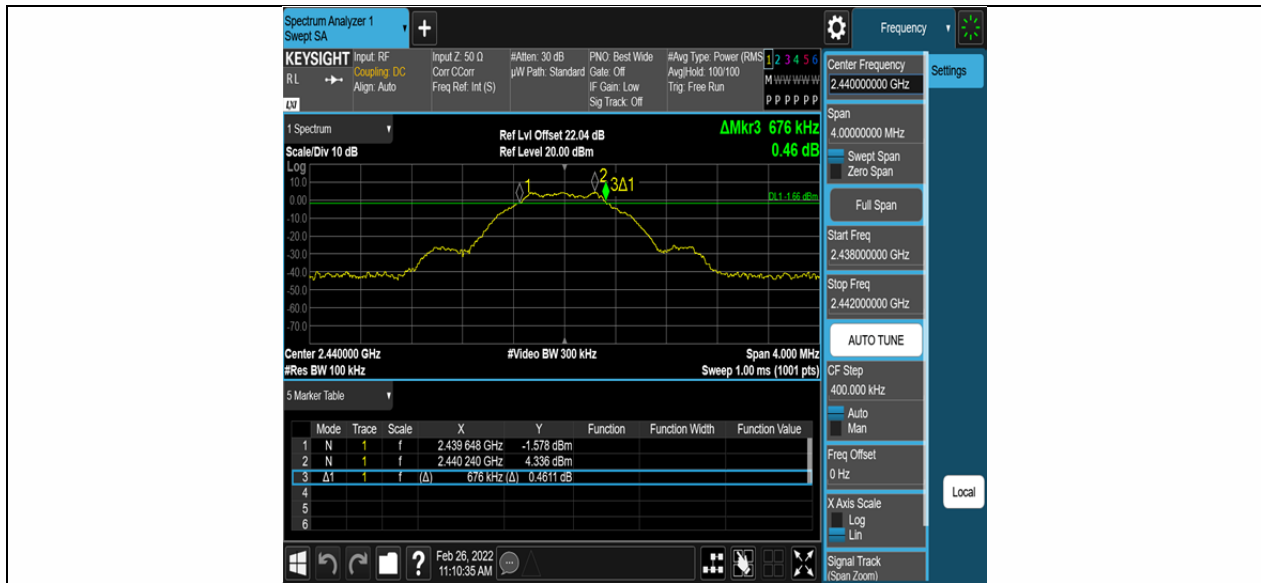 Spectrum Analyzer 1
Swept SA
+
Frequency
KEYSIGHT
RL
LXI
Input: RF
Coupling: DC
Align: Auto
Input Z: 50 Ω
Corr CCorr
Freq Ref: Int (S)
#Atten: 30 dB
µW Path: Standard
PNO: Best Wide
Gate: Off
IF Gain: Low
Sig Track: Off
#Avg Type: Power (RMS
Avg|Hold: 100/100
Trig: Free Run
1 2 3 4 5 6
M W W W W W
P P P P P P
1 Spectrum
Scale/Div 10 dB
Ref Lvl Offset 22.04 dB
Ref Level 20.00 dBm
ΔMkr3 676 kHz
0.46 dB
Log
10.0
0.00
-10.0
-20.0
-30.0
-40.0
-50.0
-60.0
-70.0
1
2
3Δ1
DL1 -1.66 dBm
Center 2.440000 GHz
#Video BW 300 kHz
Span 4.000 MHz
#Res BW 100 kHz
Sweep 1.00 ms (1001 pts)
5 Marker Table
Mode Trace Scale X Y Function Function Width Function Value
1 N 1 f 2.439 648 GHz -1.578 dBm
2 N 1 f 2.440 240 GHz 4.336 dBm
3 Δ1 1 f (Δ) 676 kHz (Δ) 0.4611 dB
4
5
6
?
Feb 26, 2022
11:10:35 AM
Center Frequency
2.440000000 GHz
Span
4.00000000 MHz
Swept Span
Zero Span
Full Span
Start Freq
2.438000000 GHz
Stop Freq
2.442000000 GHz
AUTO TUNE
CF Step
400.000 kHz
Auto
Man
Freq Offset
0 Hz
X Axis Scale
Log
Lin
Signal Track
(Span Zoom)
Settings
Local